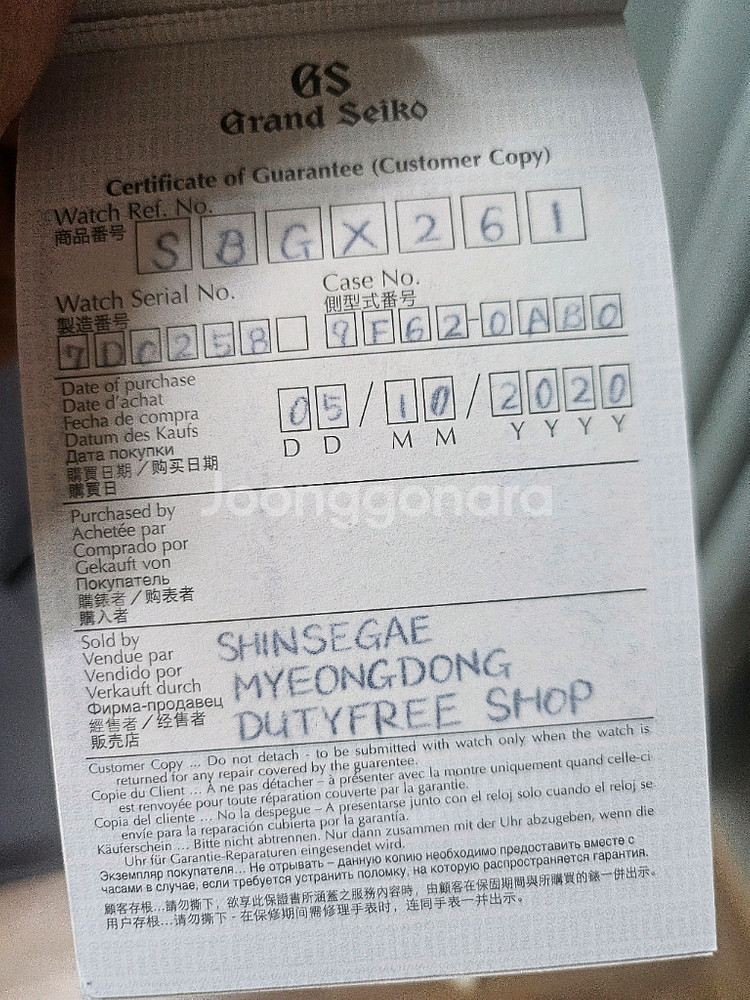 GS
Grand Seiko
Certificate of Guarantee (Customer Copy)
Watch Ref. No.
商品番号
SBGX261
Watch Serial No.
製造番号
7D0258
Case No.
側型式番号
9F62-0AB0
Date of purchase
Date d'achat
Fecha de compra
Datum des Kaufs
Дата покупки
購買日期／购买日期
購買日
05/10/2020
D D M M Y Y Y Y
Joonggonara
Purchased by
Achetée par
Comprado por
Gekauft von
Покупатель
購錶者／购表者
購入者
Sold by
Vendue par
Vendido por
Verkauft durch
Фирма-продавец
經售者／经售者
販売店
SHINSEGAE
MYEONGDONG
DUTYFREE SHOP
Customer Copy ... Do not detach - to be submitted with watch only when the watch is
returned for any repair covered by the guarentee.
Copie du Client ... A ne pas détacher – à présenter avec la montre uniquement quand celle-ci
est renvoyée pour toute réparation couverte par la garantie.
Copia del cliente ... No la despegue – A presentarse junto con el reloj solo cuando el reloj se
envíe para la reparación cubierta por la garantía.
Käuferschein ... Bitte nicht abtrennen. Nur dann zusammen mit der Uhr abzugeben, wenn die
Uhr für Garantie-Reparaturen eingesendet wird.
Экземпляр покупателя... Не отрывать – данную копию необходимо предоставить вместе с
часами в случае, если требуется устранить поломку, на которую распространяется гарантия.
顧客存根...請勿撕下，欲享此保證書所涵蓋之服務內容時，由顧客在保固期間與所購買的錶一併出示。
用户存根...请勿撕下 - 在保修期间需修理手表时，连同手表一并出示。